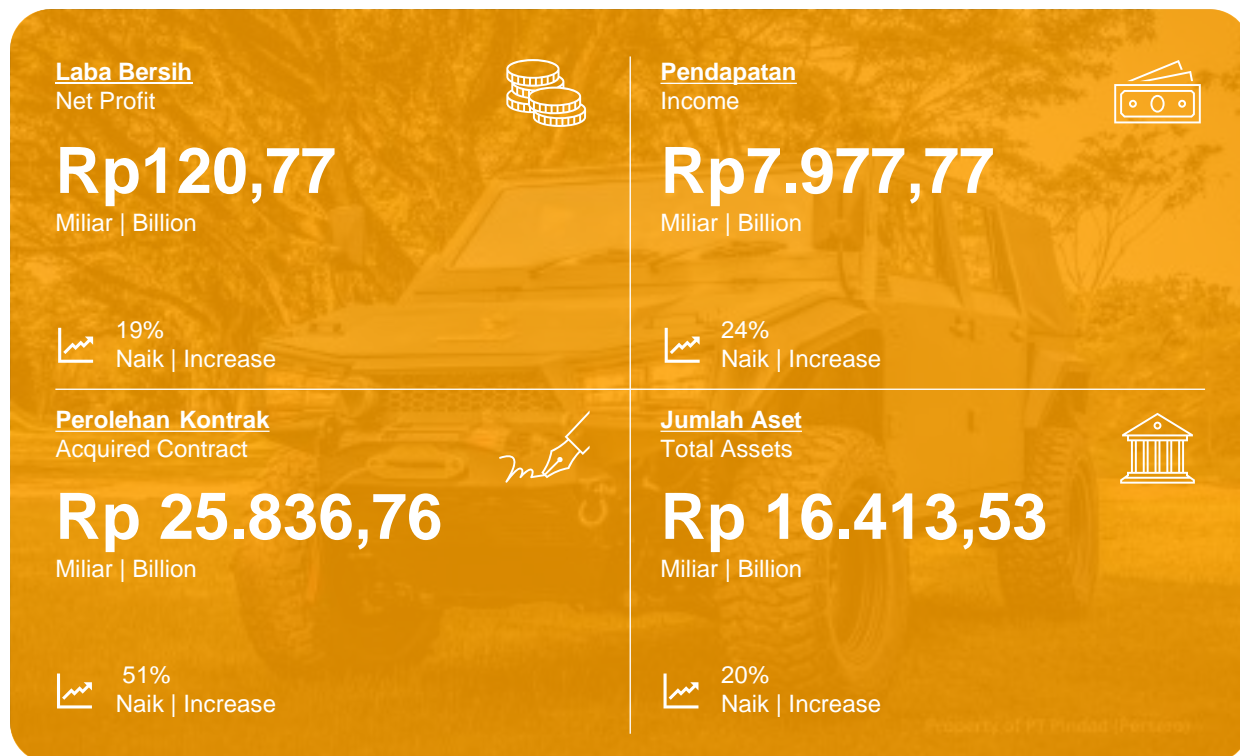 Laba Bersih
Net Profit
Rp120,77
Miliar | Billion
19%
Naik | Increase
Pendapatan
Income
Rp7.977,77
Miliar | Billion
24%
Naik | Increase
Perolehan Kontrak
Acquired Contract
Rp 25.836,76
Miliar | Billion
51%
Naik | Increase
Jumlah Aset
Total Assets
Rp 16.413,53
Miliar | Billion
20%
Naik | Increase
Property of PT Pindad (Persero)